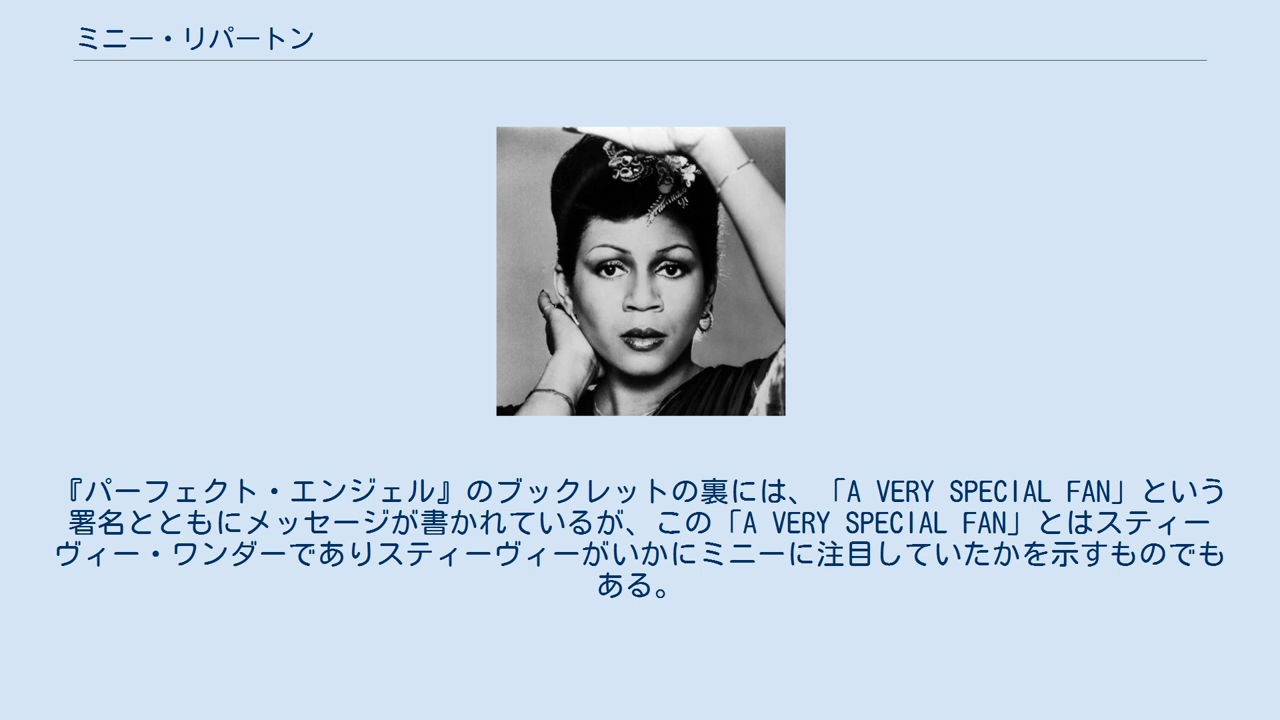 ミニー・リパートン
『パーフェクト・エンジェル』のブックレットの裏には、「A VERY SPECIAL FAN」という
署名とともにメッセージが書かれているが、この「A VERY SPECIAL FAN」とはスティー
ヴィー・ワンダーでありスティーヴィーがいかにミニーに注目していたかを示すものでも
ある。